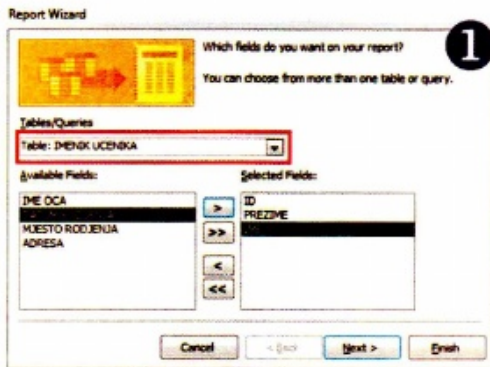 Report Wizard
1
Which fields do you want on your report?
You can choose from more than one table or query.
Tables/Queries
Table: IMENIK UCENIKA
Available Fields:
Selected Fields:
IME OCA
MJESTO RODJENJA
ADRESA
>
>>
<
<<
ID
PREZIME
Cancel
< Back
Next >
Finish